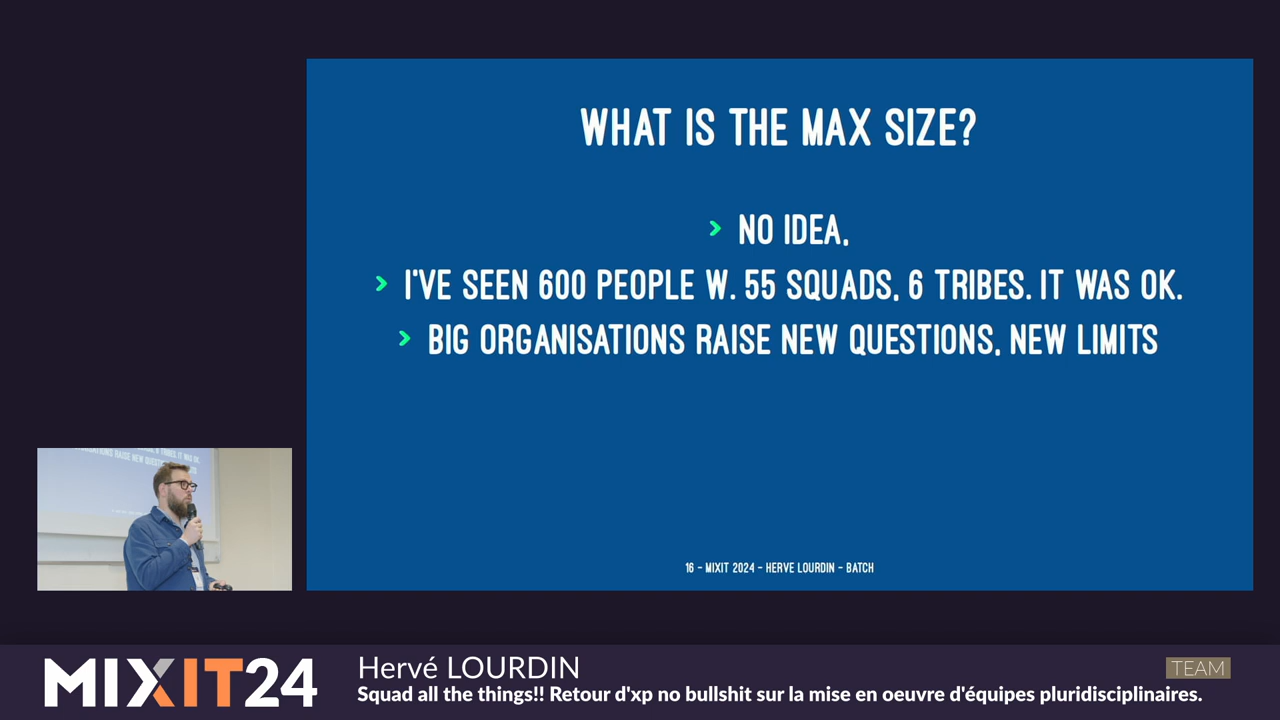 WHAT IS THE MAX SIZE?
NO IDEA,
I'VE SEEN 600 PEOPLE W. 55 SQUADS, 6 TRIBES. IT WAS OK.
BIG ORGANISATIONS RAISE NEW QUESTIONS, NEW LIMITS
16 - MIXIT 2024 - HERVE LOURDIN - BATCH
MIXIT24
Hervé LOURDIN
TEAM
Squad all the things!! Retour d'xp no bullshit sur la mise en oeuvre d'équipes pluridisciplinaires.